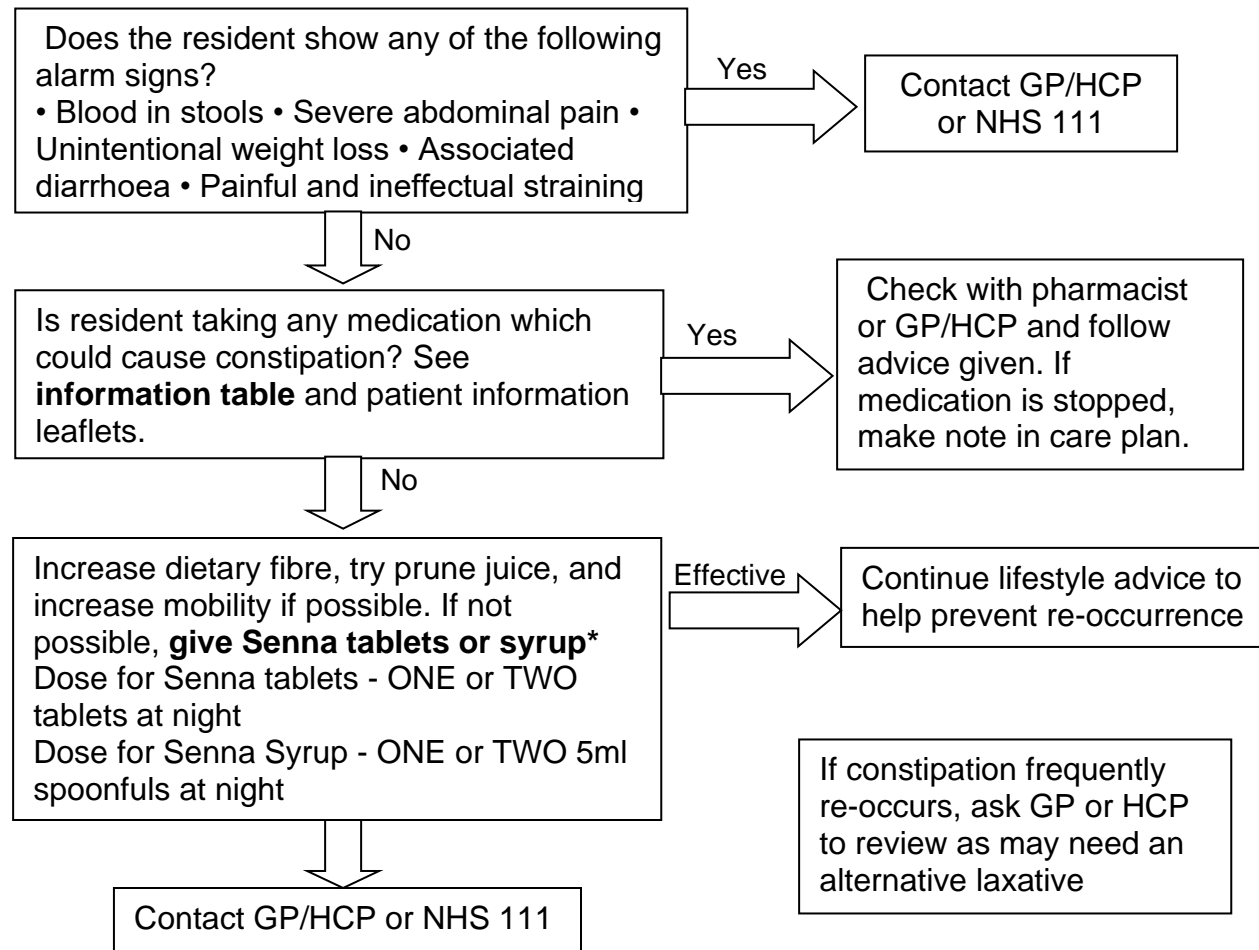 Does the resident show any of the following
alarm signs?
• Blood in stools • Severe abdominal pain •
Unintentional weight loss • Associated
diarrhoea • Painful and ineffectual straining
Yes
Contact GP/HCP
or NHS 111
No
Is resident taking any medication which
could cause constipation? See
information table and patient information
leaflets.
Yes
Check with pharmacist
or GP/HCP and follow
advice given. If
medication is stopped,
make note in care plan.
No
Increase dietary fibre, try prune juice, and
increase mobility if possible. If not
possible, give Senna tablets or syrup*
Dose for Senna tablets - ONE or TWO
tablets at night
Dose for Senna Syrup - ONE or TWO 5ml
spoonfuls at night
Effective
Continue lifestyle advice to
help prevent re-occurrence
If constipation frequently
re-occurs, ask GP or HCP
to review as may need an
alternative laxative
Contact GP/HCP or NHS 111